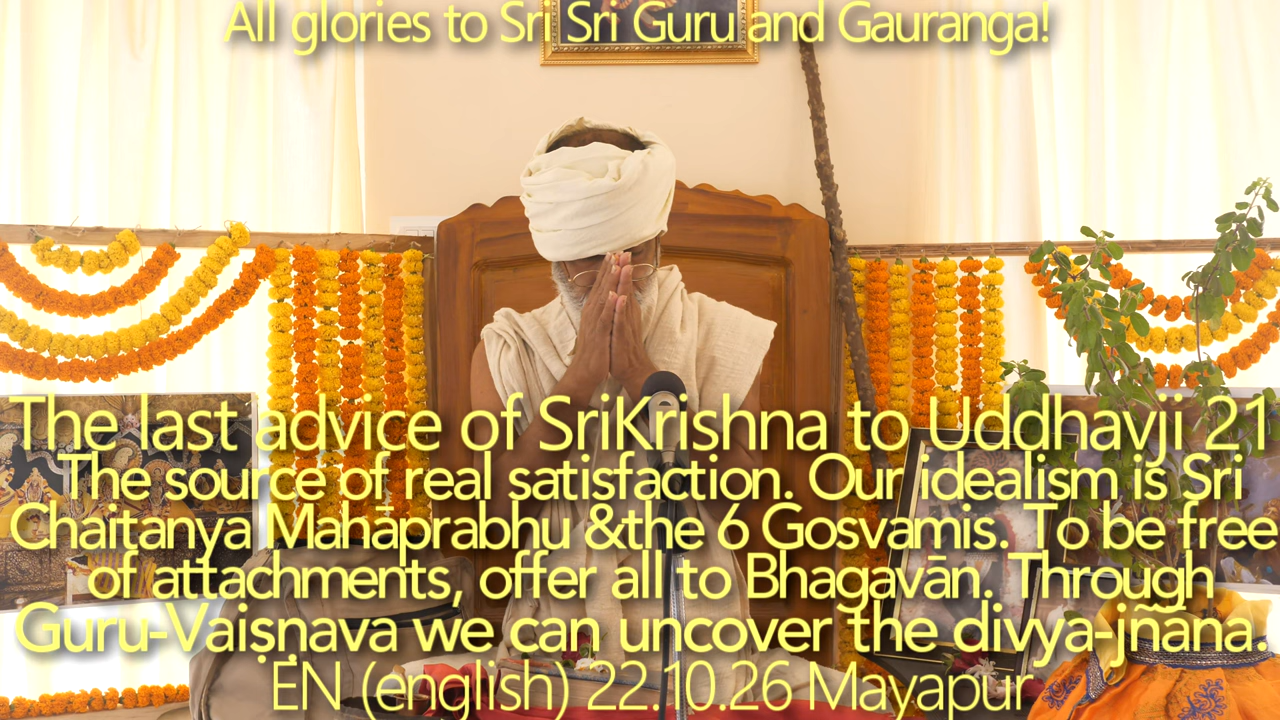 All glories to Sri Sri Guru and Gauranga!
The last advice of SriKrishna to Uddhavji 21
The source of real satisfaction. Our idealism is Sri
Chaitanya Mahāprabhu &the 6 Gosvamis. To be free
of attachments, offer all to Bhagavān. Through
Guru-Vaiṣṇava we can uncover the divya-jñāna.
EN (english) 22.10.26 Mayapur